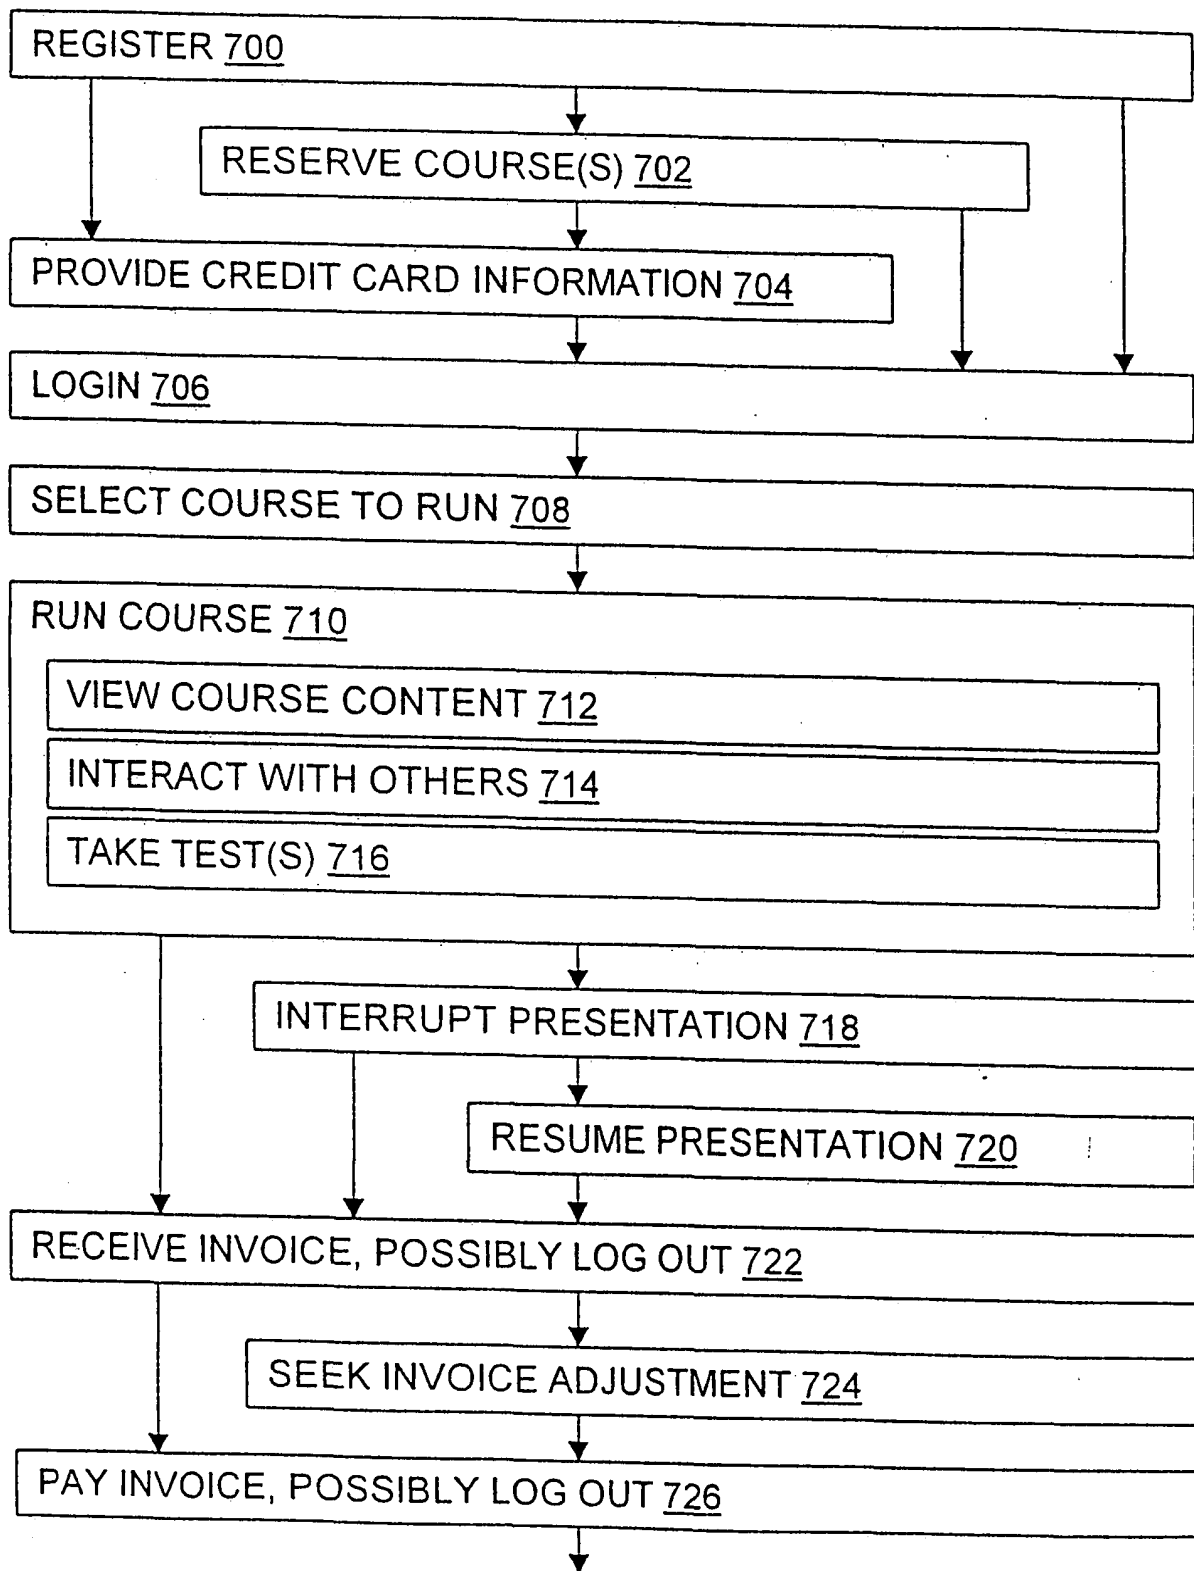 REGISTER 700
RESERVE COURSE(S) 702
PROVIDE CREDIT CARD INFORMATION 704
LOGIN 706
SELECT COURSE TO RUN 708
RUN COURSE 710
VIEW COURSE CONTENT 712
INTERACT WITH OTHERS 714
TAKE TEST(S) 716
INTERRUPT PRESENTATION 718
RESUME PRESENTATION 720
RECEIVE INVOICE, POSSIBLY LOG OUT 722
SEEK INVOICE ADJUSTMENT 724
PAY INVOICE, POSSIBLY LOG OUT 726